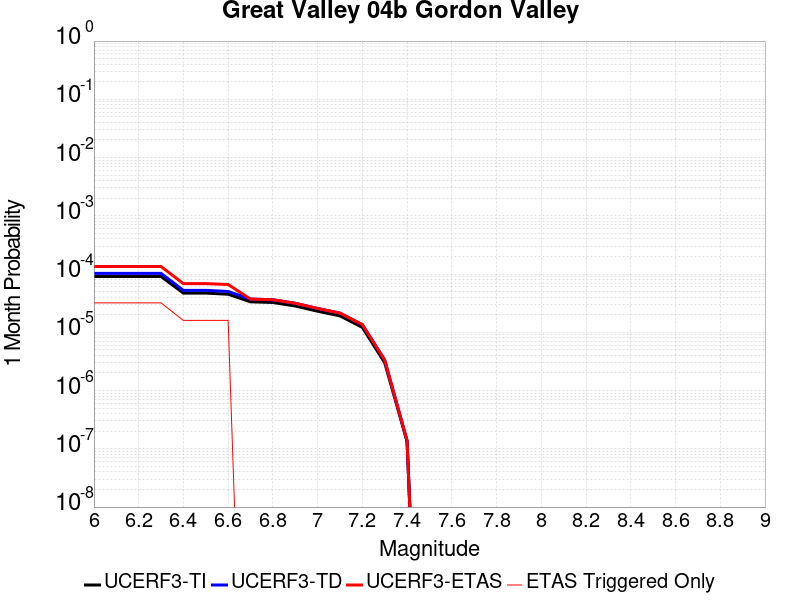 Great Valley 04b Gordon Valley
10^0
10^-1
10^-2
10^-3
10^-4
10^-5
10^-6
10^-7
10^-8
1 Month Probability
6 6.2 6.4 6.6 6.8 7 7.2 7.4 7.6 7.8 8 8.2 8.4 8.6 8.8 9
Magnitude
UCERF3-TI UCERF3-TD UCERF3-ETAS ETAS Triggered Only